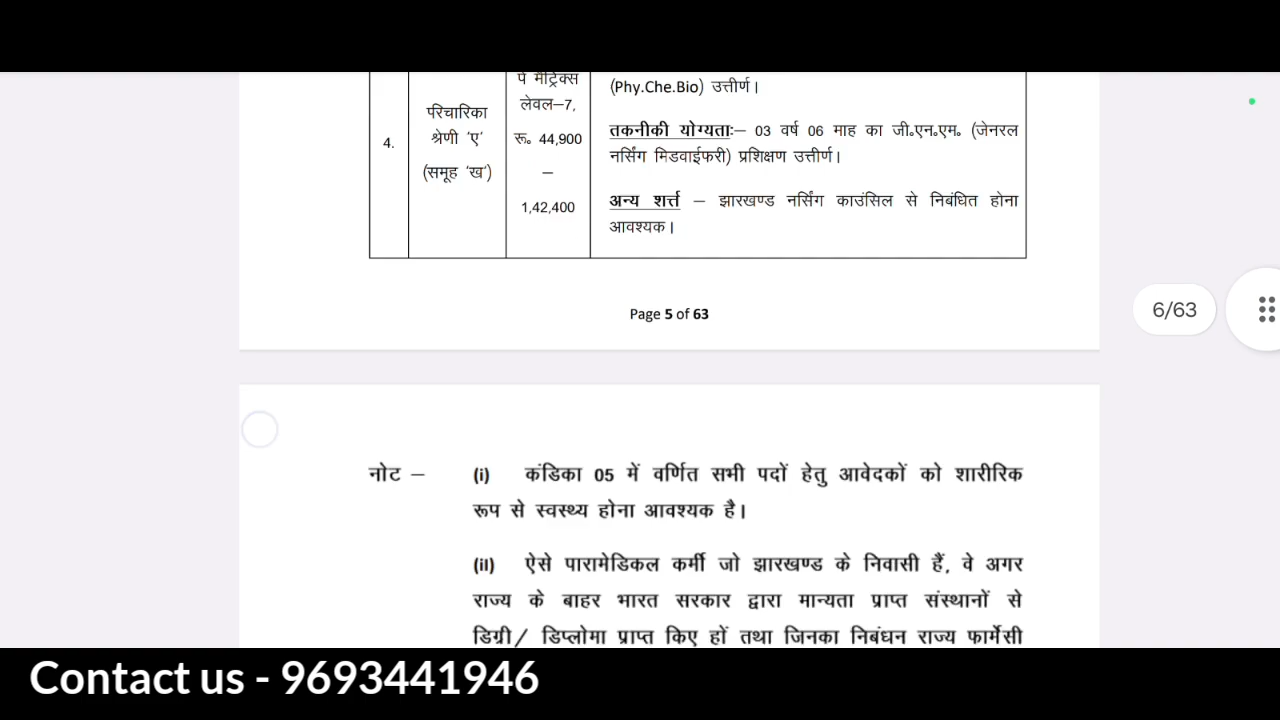 पे मैट्रिक्स
लेवल–7,
रू० 44,900
–
1,42,400
4.
परिचारिका
श्रेणी ‘ए’
(समूह ‘ख’)
(Phy.Che.Bio) उत्तीर्ण।
तकनीकी योग्यताः– 03 वर्ष 06 माह का जी०एन०एम० (जेनरल
नर्सिंग मिडवाईफरी) प्रशिक्षण उत्तीर्ण।
अन्य शर्त्त – झारखण्ड नर्सिंग काउंसिल से निबंधित होना
आवश्यक।
Page 5 of 63
6/63
नोट – (i) कंडिका 05 में वर्णित सभी पदों हेतु आवेदकों को शारीरिक
रूप से स्वस्थ्य होना आवश्यक है।
(il) ऐसे पारामेडिकल कर्मी जो झारखण्ड के निवासी हैं, वे अगर
राज्य के बाहर भारत सरकार द्वारा मान्यता प्राप्त संस्थानों से
डिग्री/ डिप्लोमा प्राप्त किए हों तथा जिनका निबंधन राज्य फार्मेसी
Contact us - 9693441946